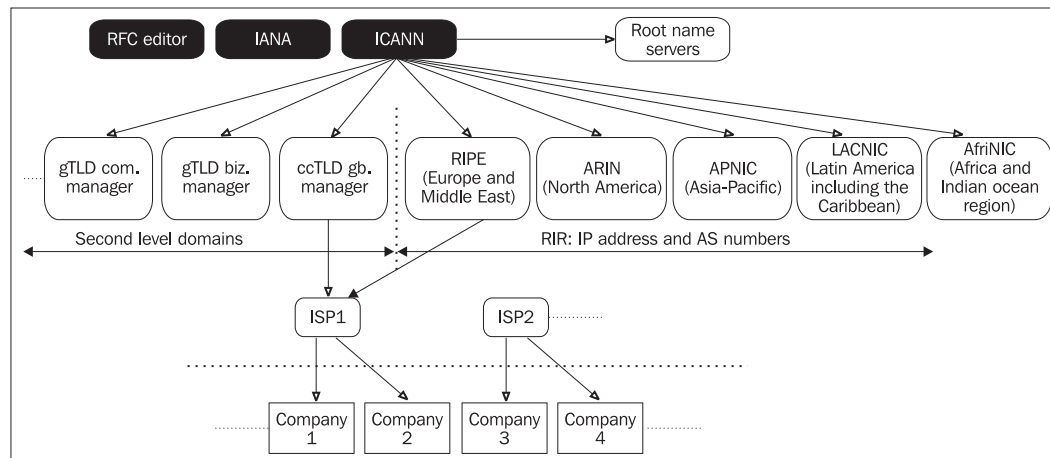 RFC editor
IANA
ICANN
Root name
servers
gTLD com.
manager
gTLD biz.
manager
ccTLD gb.
manager
RIPE
(Europe and
Middle East)
ARIN
(North America)
APNIC
(Asia-Pacific)
LACNIC
(Latin America
including the
Caribbean)
AfriNIC
(Africa and
Indian ocean
region)
Second level domains
RIR: IP address and AS numbers
ISP1
ISP2
Company
1
Company
2
Company
3
Company
4